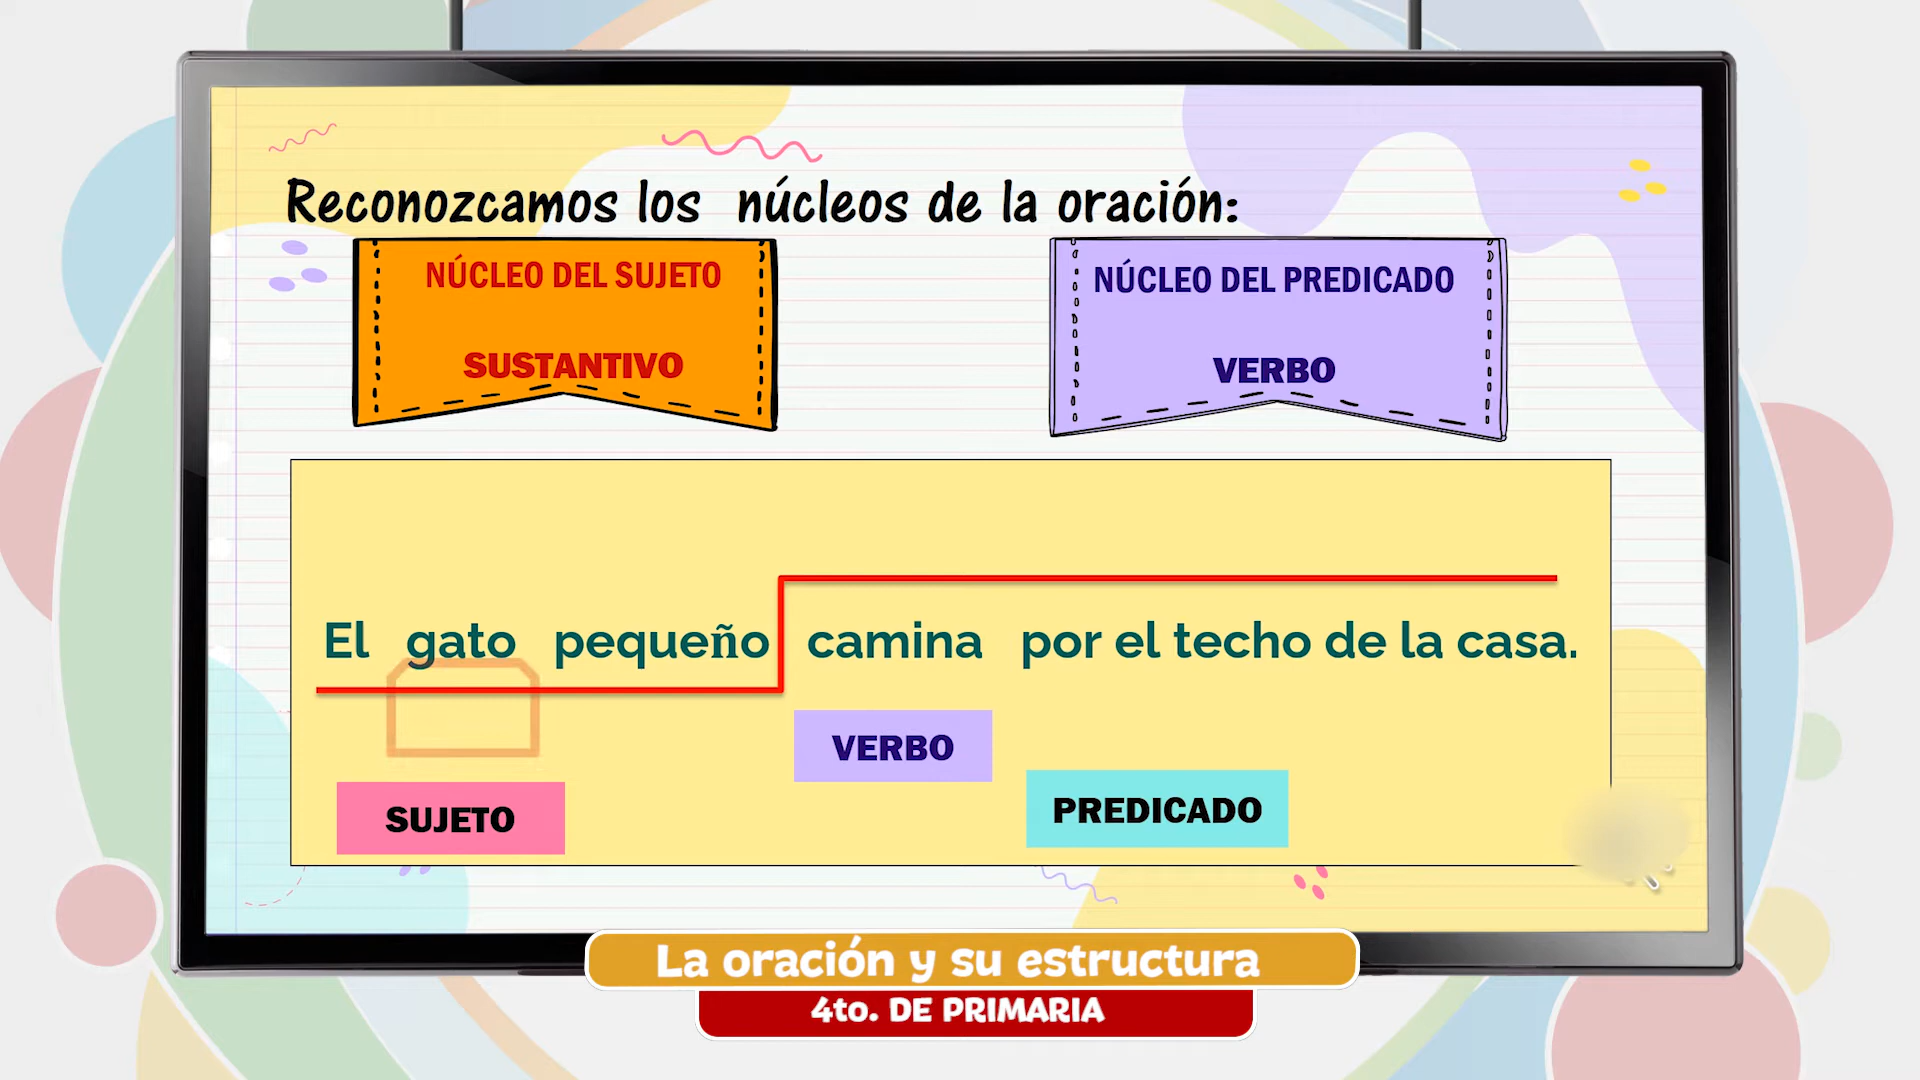 Reconozcamos los núcleos de la oración:
NÚCLEO DEL SUJETO
SUSTANTIVO
NÚCLEO DEL PREDICADO
VERBO
El gato pequeño camina por el techo de la casa.
VERBO
SUJETO
PREDICADO
La oración y su estructura
4to. DE PRIMARIA